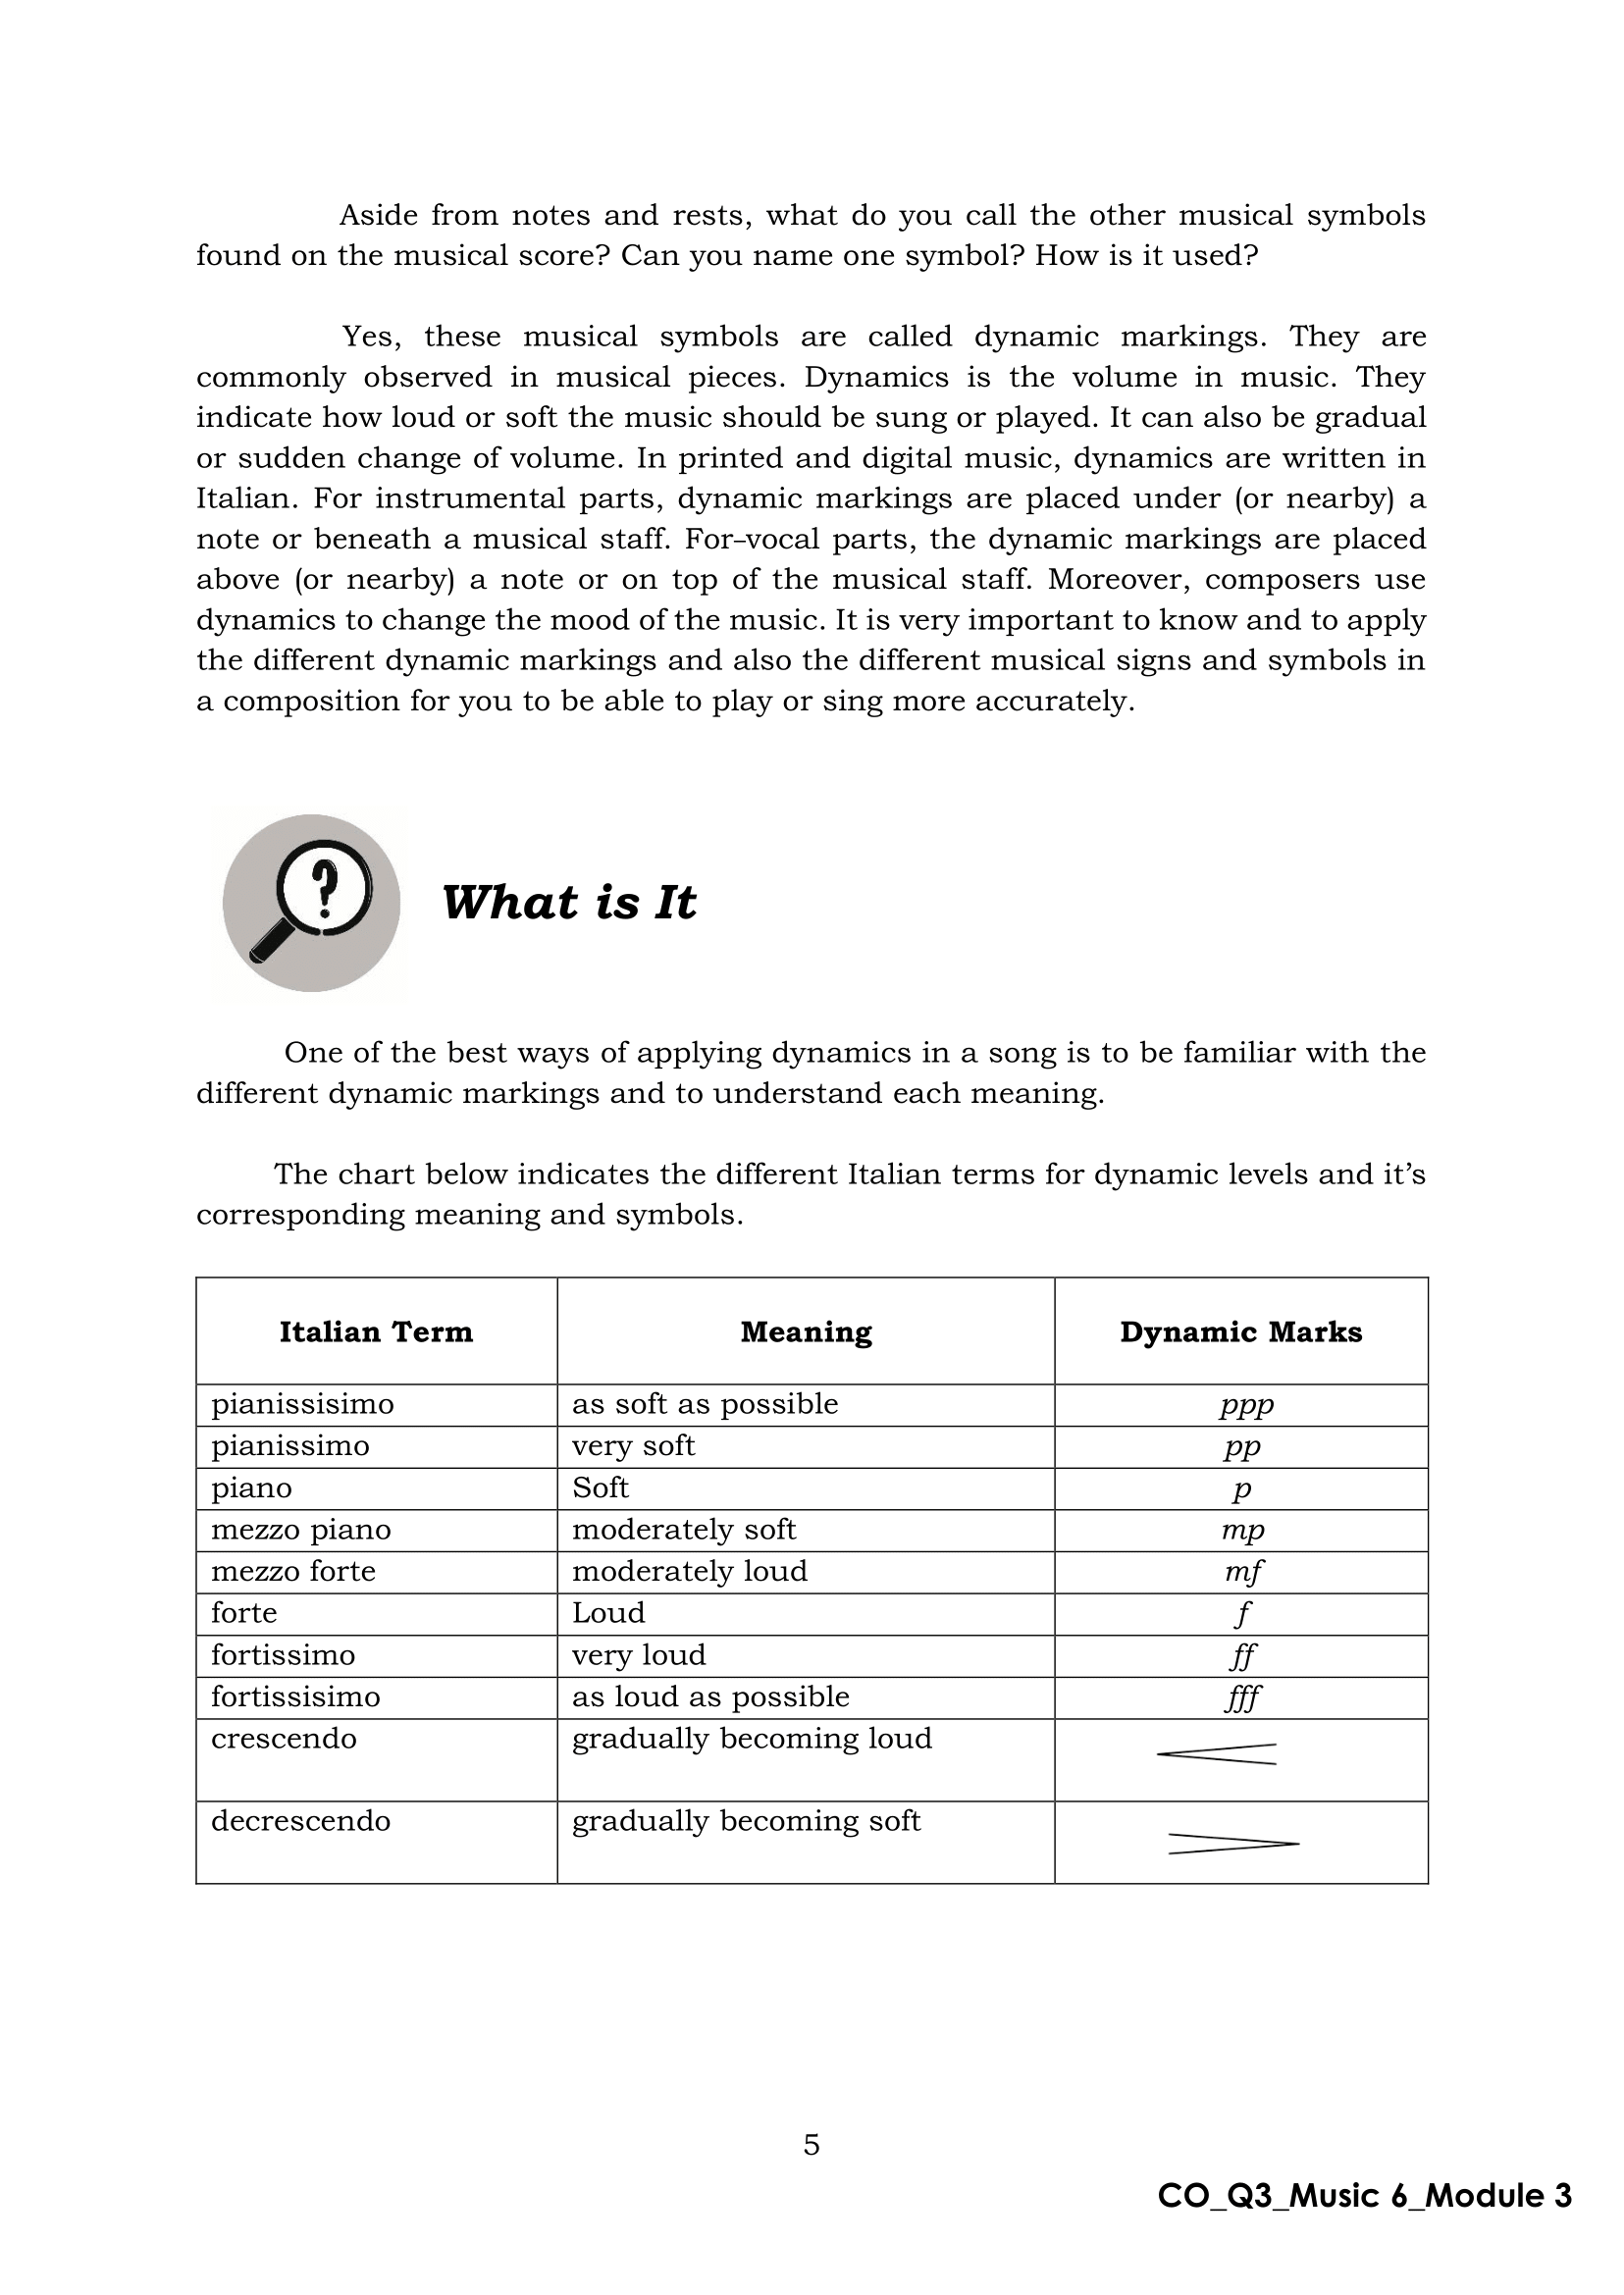 Aside from notes and rests, what do you call the other musical symbols
found on the musical score? Can you name one symbol? How is it used?
Yes, these musical symbols are called dynamic markings. They are
commonly observed in musical pieces. Dynamics is the volume in music. They
indicate how loud or soft the music should be sung or played. It can also be gradual
or sudden change of volume. In printed and digital music, dynamics are written in
Italian. For instrumental parts, dynamic markings are placed under (or nearby) a
note or beneath a musical staff. For–vocal parts, the dynamic markings are placed
above (or nearby) a note or on top of the musical staff. Moreover, composers use
dynamics to change the mood of the music. It is very important to know and to apply
the different dynamic markings and also the different musical signs and symbols in
a composition for you to be able to play or sing more accurately.
?
What is It
One of the best ways of applying dynamics in a song is to be familiar with the
different dynamic markings and to understand each meaning.
The chart below indicates the different Italian terms for dynamic levels and it’s
corresponding meaning and symbols.
Italian Term Meaning Dynamic Marks
pianissisimo as soft as possible ppp
pianissimo very soft pp
piano Soft p
mezzo piano moderately soft mp
mezzo forte moderately loud mf
forte Loud f
fortissimo very loud ff
fortissisimo as loud as possible fff
crescendo gradually becoming loud
decrescendo gradually becoming soft
5
CO_Q3_Music 6_Module 3